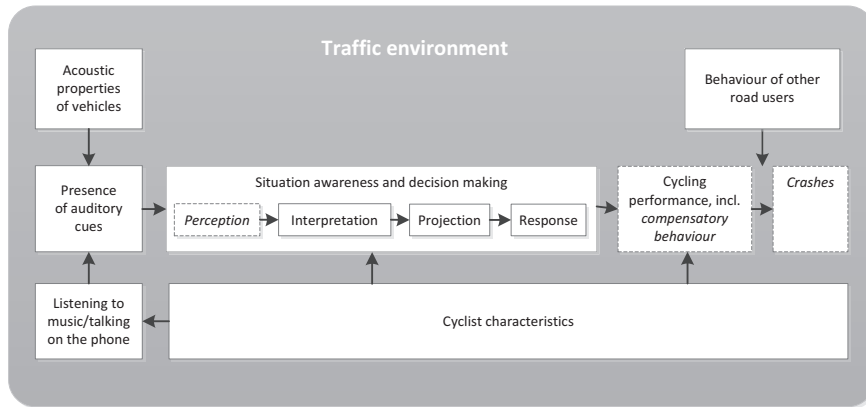 Traffic environment
Acoustic
properties
of vehicles
Behaviour of other
road users
Presence
of auditory
cues
Situation awareness and decision making
Perception
Interpretation
Projection
Response
Cycling
performance, incl.
compensatory
behaviour
Crashes
Listening to
music/talking
on the phone
Cyclist characteristics